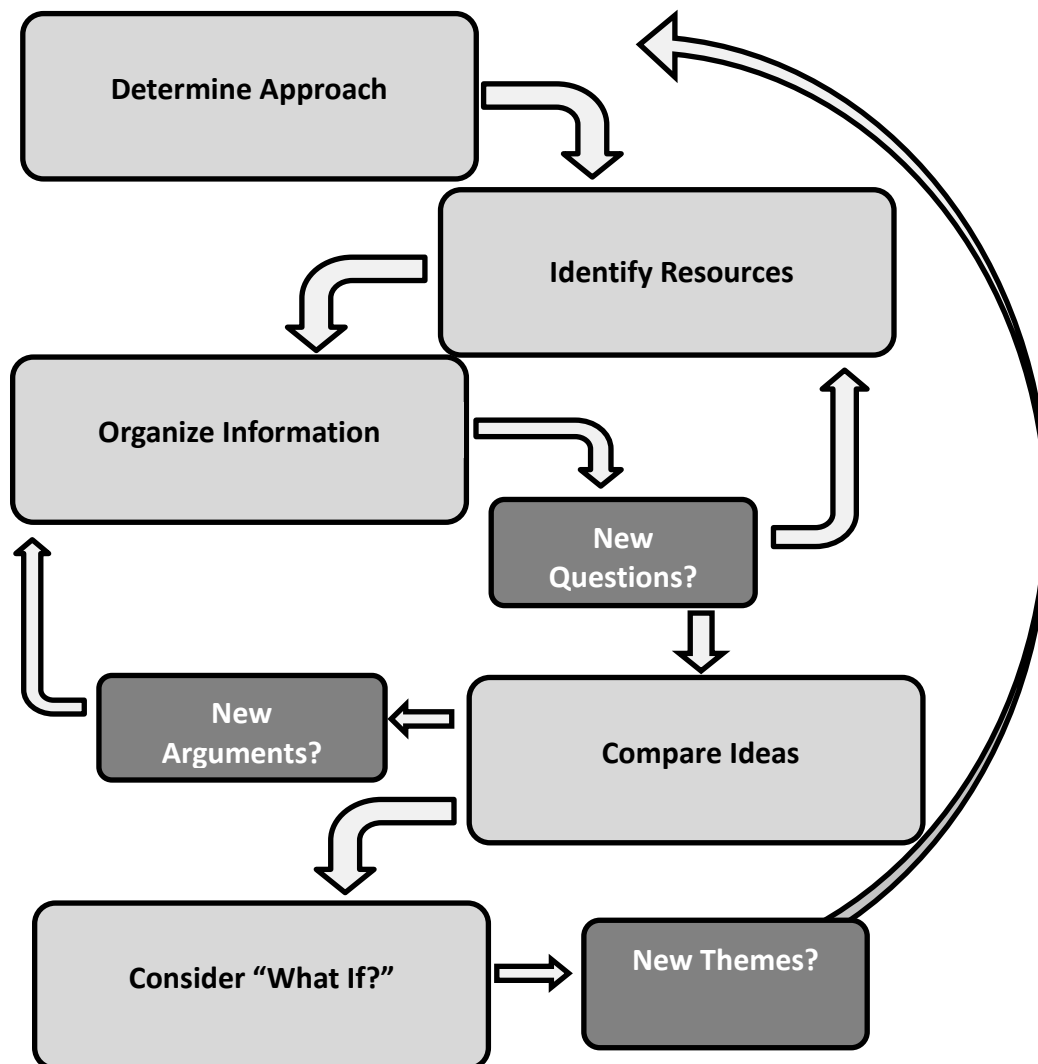 Determine Approach
Identify Resources
Organize Information
New
Questions?
New
Arguments?
Compare Ideas
Consider “What If?”
New Themes?